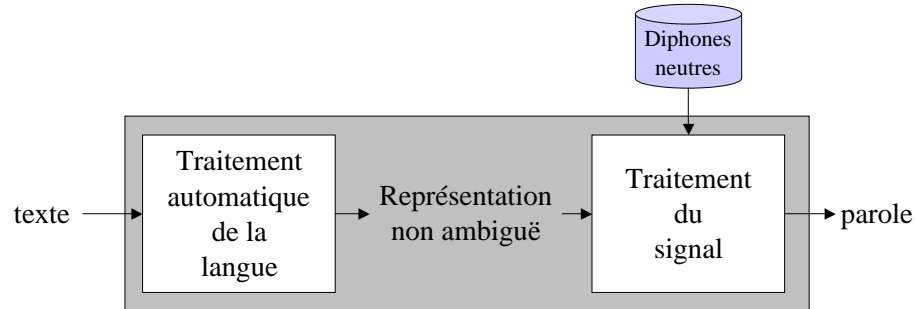 Diphones
neutres
texte
Traitement
automatique
de la
langue
Représentation
non ambiguë
Traitement
du
signal
parole